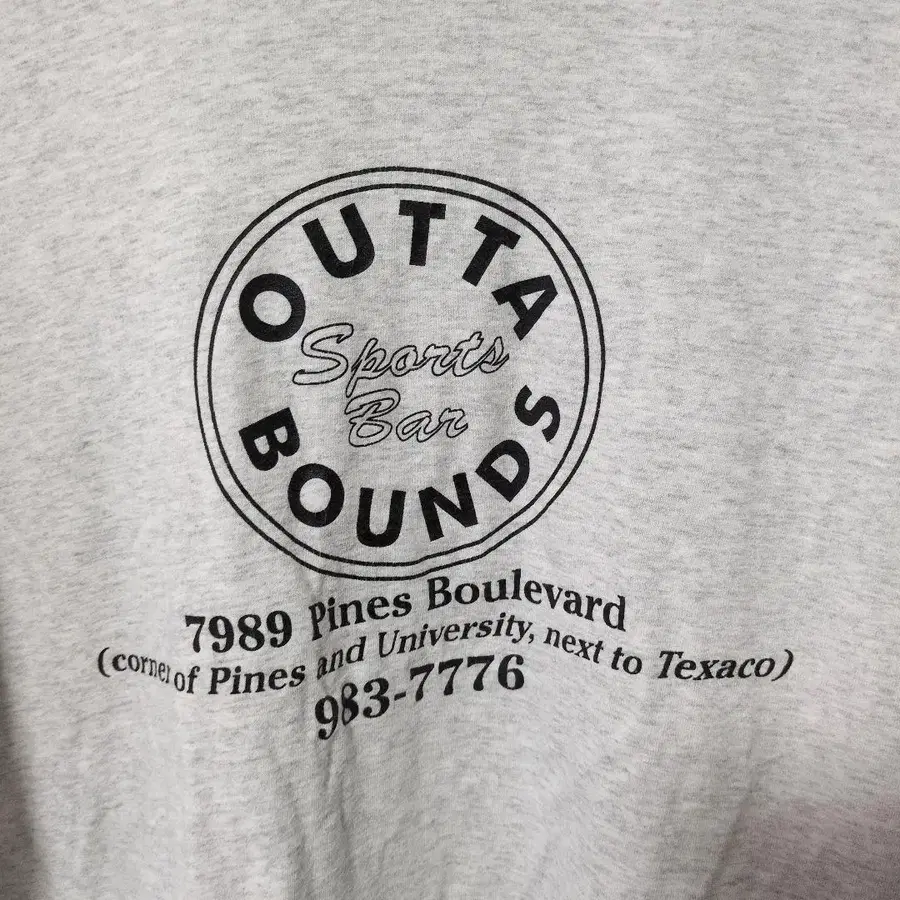 OUTTA
Sports
Bar
BOUNDS
7989 Pines Boulevard
(corner of Pines and University, next to Texaco)
983-7776